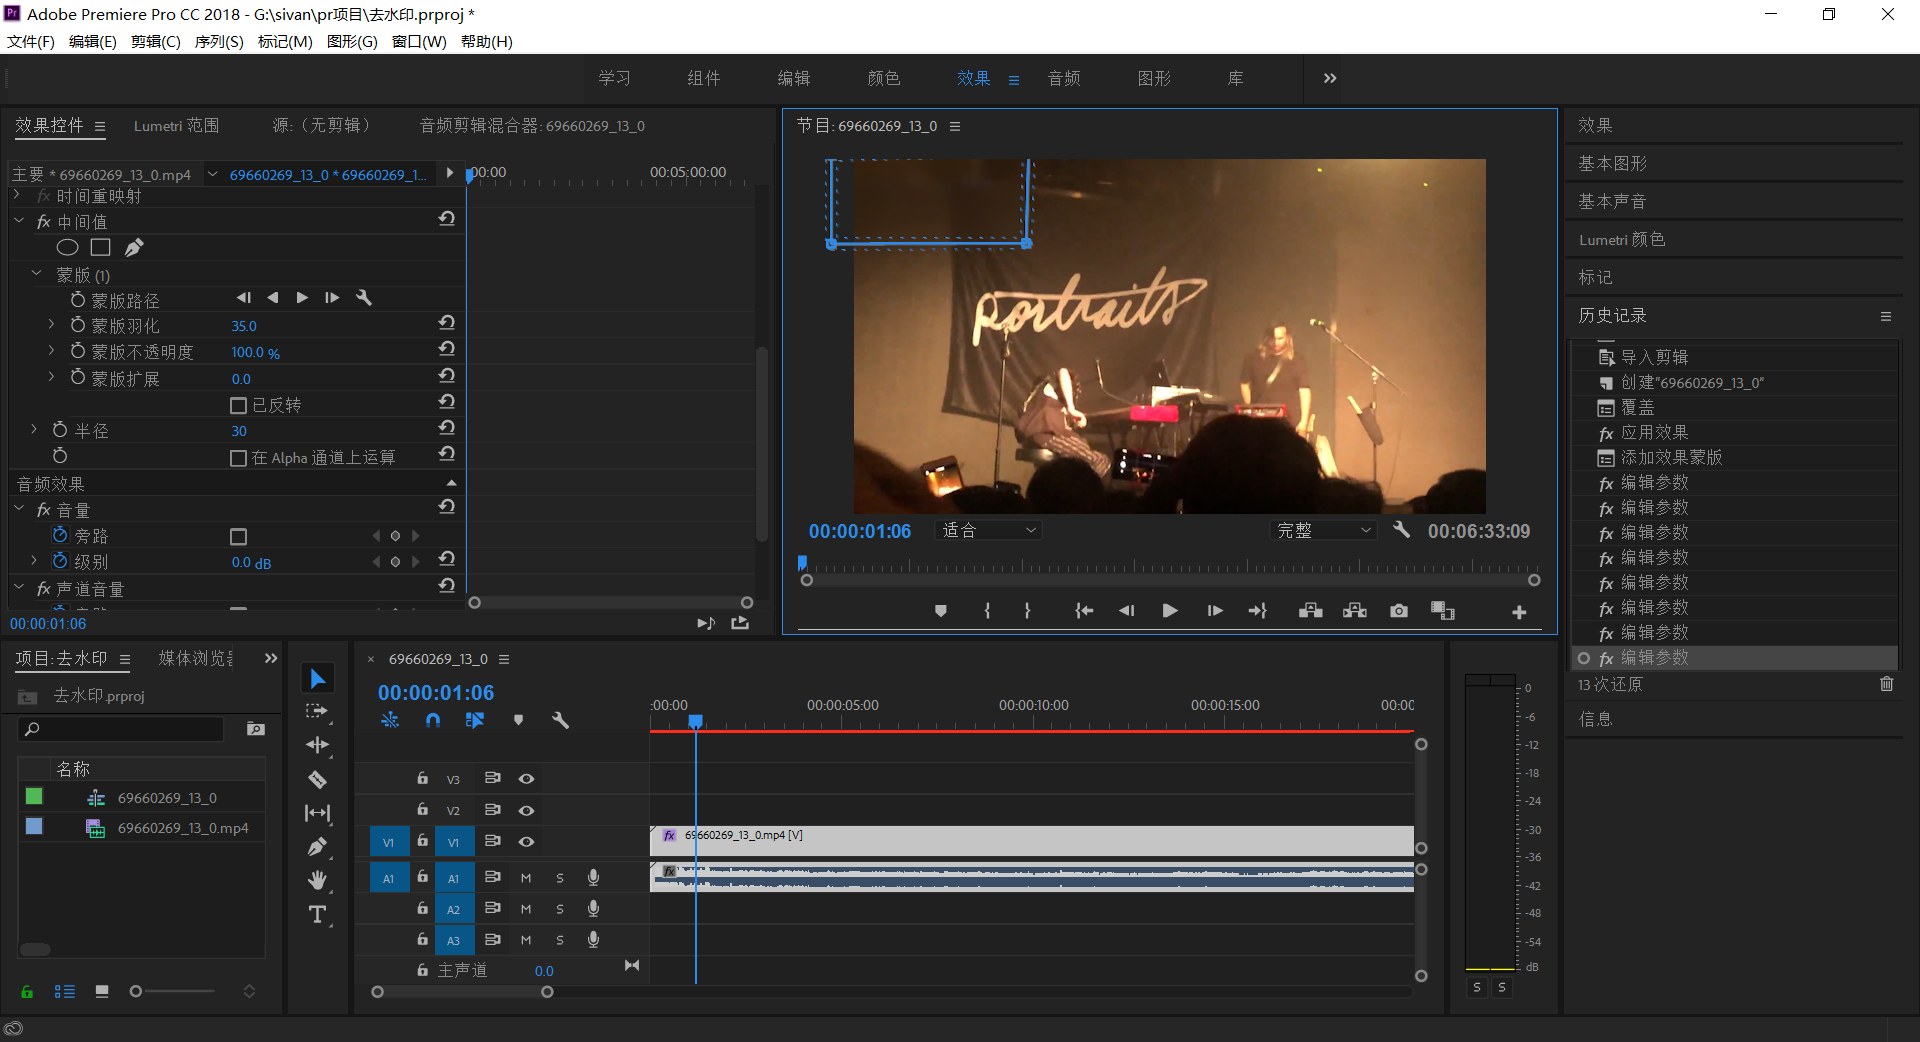 Adobe Premiere Pro CC 2018 - G:\sivan\pr项目\去水印.prproj *
文件(F) 编辑(E) 剪辑(C) 序列(S) 标记(M) 图形(G) 窗口(W) 帮助(H)
学习 组件 编辑 颜色 效果 音频 图形 库
效果控件 Lumetri 范围 源:（无剪辑） 音频剪辑混合器: 69660269_13_0
主要 * 69660269_13_0.mp4 69660269_13_0 * 69660269_1...
:00:00 00:05:00:00
时间重映射
fx 中间值
蒙版 (1)
蒙版路径
蒙版羽化 35.0
蒙版不透明度 100.0 %
蒙版扩展 0.0
已反转
半径 30
在 Alpha 通道上运算
音频效果
fx 音量
旁路
级别 0.0 dB
fx 声道音量
00:00:01:06
节目: 69660269_13_0
portraits
00:00:01:06 适合 完整 00:06:33:09
效果
基本图形
基本声音
Lumetri 颜色
标记
历史记录
导入剪辑
创建"69660269_13_0"
覆盖
fx 应用效果
添加效果蒙版
fx 编辑参数
fx 编辑参数
fx 编辑参数
fx 编辑参数
fx 编辑参数
fx 编辑参数
fx 编辑参数
fx 编辑参数
13 次还原
信息
项目:去水印 媒体浏览器
去水印.prproj
名称
69660269_13_0
69660269_13_0.mp4
69660269_13_0
00:00:01:06
:00:00 00:00:05:00 00:00:10:00 00:00:15:00 00:00
V3
V2
V1 V1 fx 69660269_13_0.mp4 [V]
A1 A1 M S fx
A2 M S
A3 M S
主声道 0.0
0
-6
-12
-18
-24
-30
-36
-42
-48
-54
dB
S S